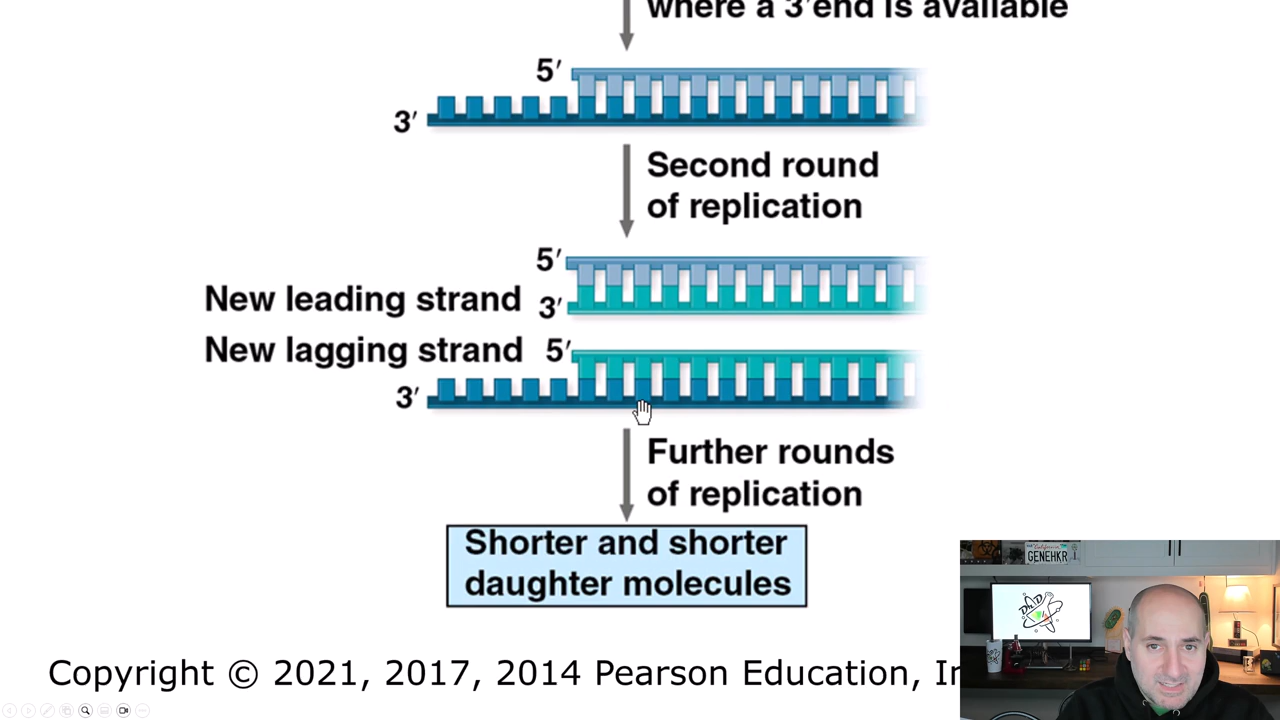 where a 3′end is available
5′
3′
Second round
of replication
5′
New leading strand 3′
New lagging strand 5′
3′
Further rounds
of replication
Shorter and shorter
daughter molecules
Copyright © 2021, 2017, 2014 Pearson Education,
GENEHKR
Dr. D